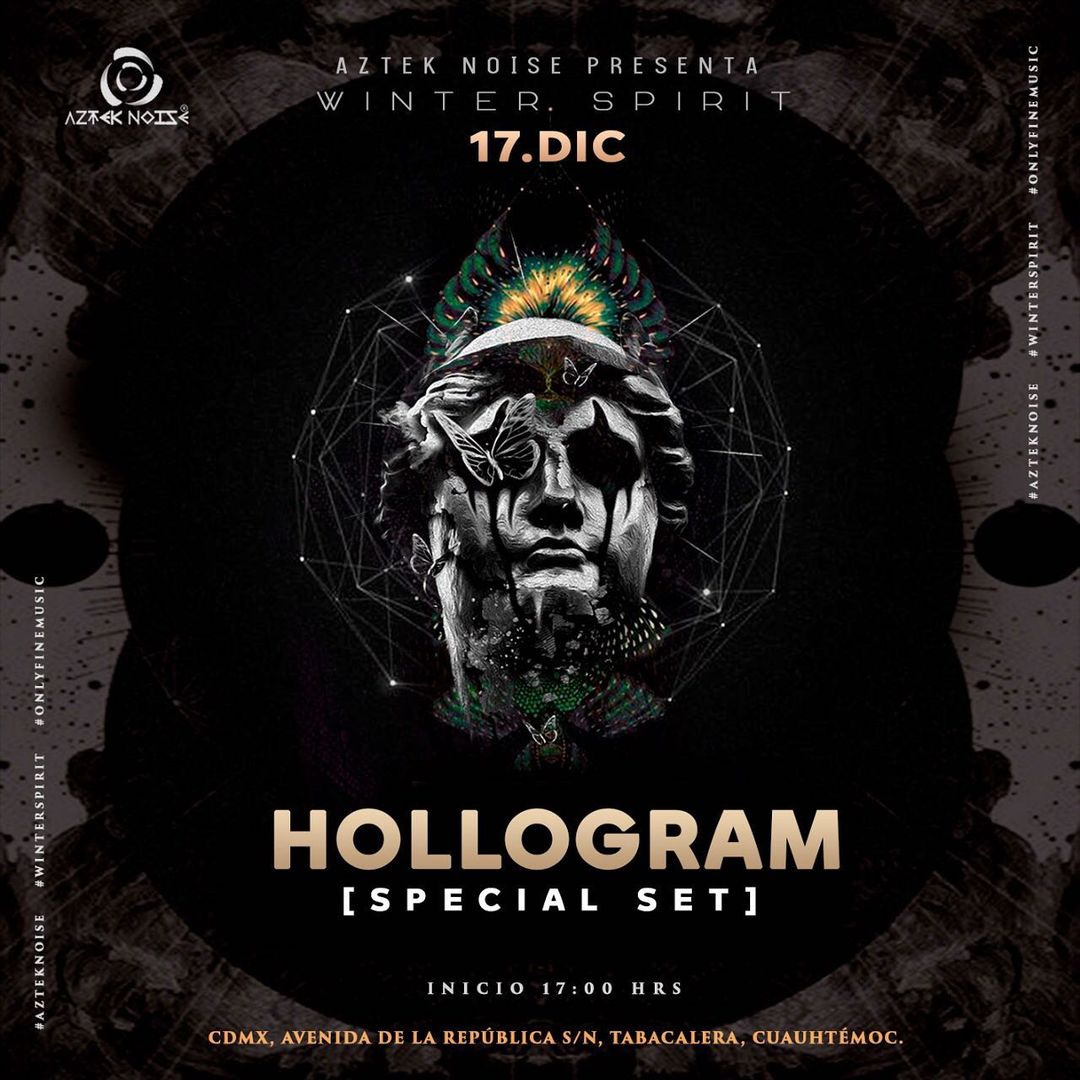 AZTEK NOISE
AZTEK NOISE PRESENTA
WINTER SPIRIT
17.DIC
#AZTEKNOISE #WINTERSPIRIT #ONLYFINEMUSIC
#AZTEKNOISE #WINTERSPIRIT #ONLYFINEMUSIC
HOLLOGRAM
[SPECIAL SET]
INICIO 17:00 HRS
CDMX, AVENIDA DE LA REPÚBLICA S/N, TABACALERA, CUAUHTÉMOC.